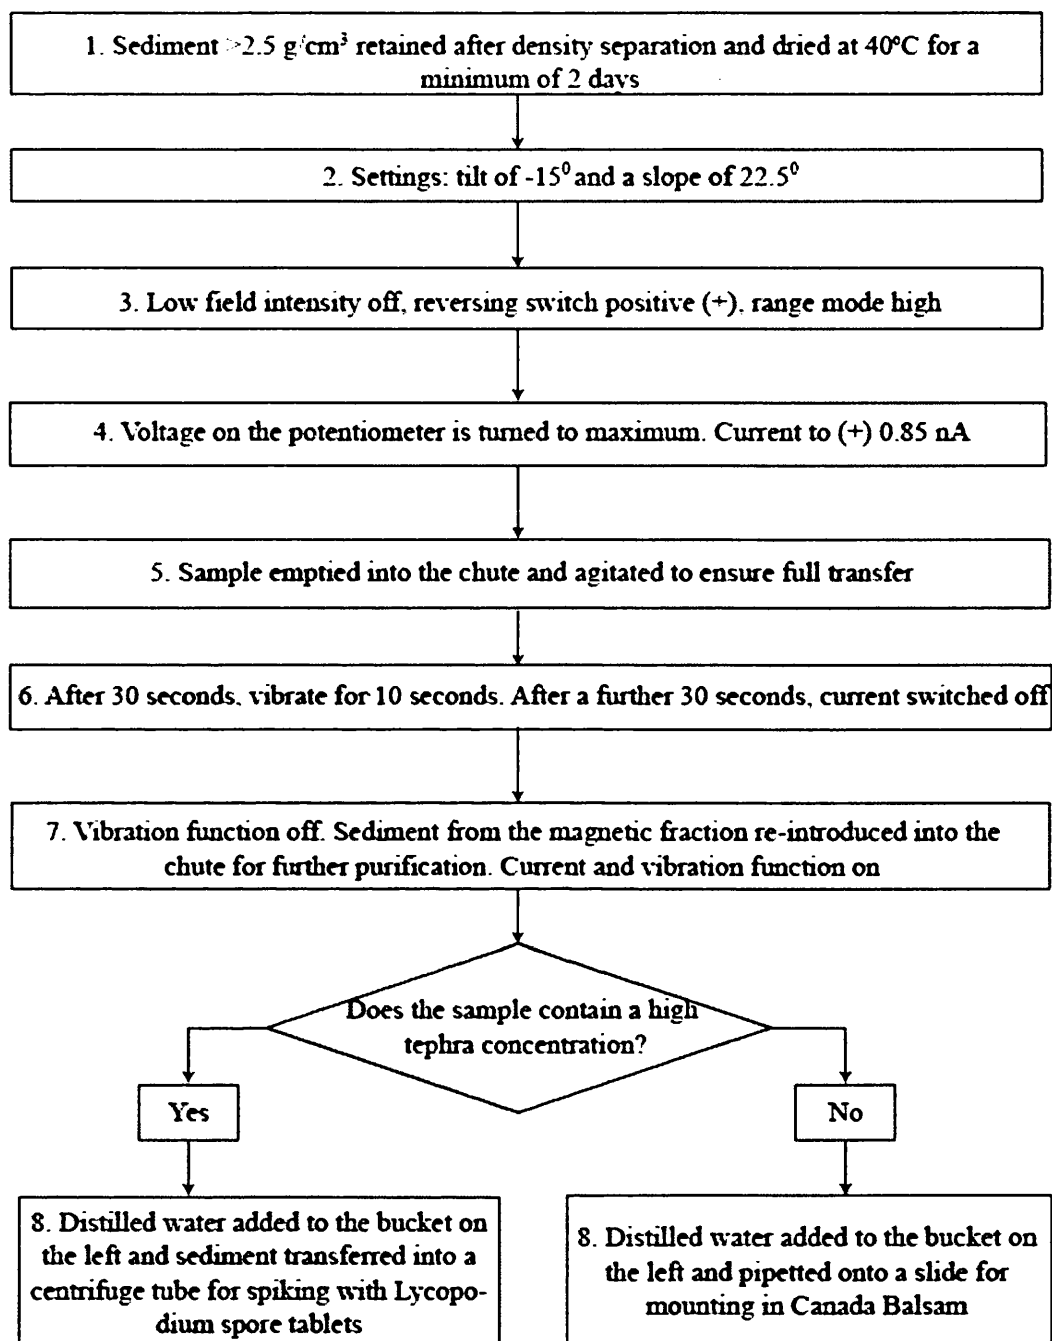 1. Sediment >2.5 g/cm³ retained after density separation and dried at 40ºC for a
minimum of 2 days
2. Settings: tilt of -15⁰ and a slope of 22.5⁰
3. Low field intensity off, reversing switch positive (+), range mode high
4. Voltage on the potentiometer is turned to maximum. Current to (+) 0.85 nA
5. Sample emptied into the chute and agitated to ensure full transfer
6. After 30 seconds, vibrate for 10 seconds. After a further 30 seconds, current switched off
7. Vibration function off. Sediment from the magnetic fraction re-introduced into the
chute for further purification. Current and vibration function on
Does the sample contain a high
tephra concentration?
Yes
No
8. Distilled water added to the bucket on
the left and sediment transferred into a
centrifuge tube for spiking with Lycopo-
dium spore tablets
8. Distilled water added to the bucket on
the left and pipetted onto a slide for
mounting in Canada Balsam